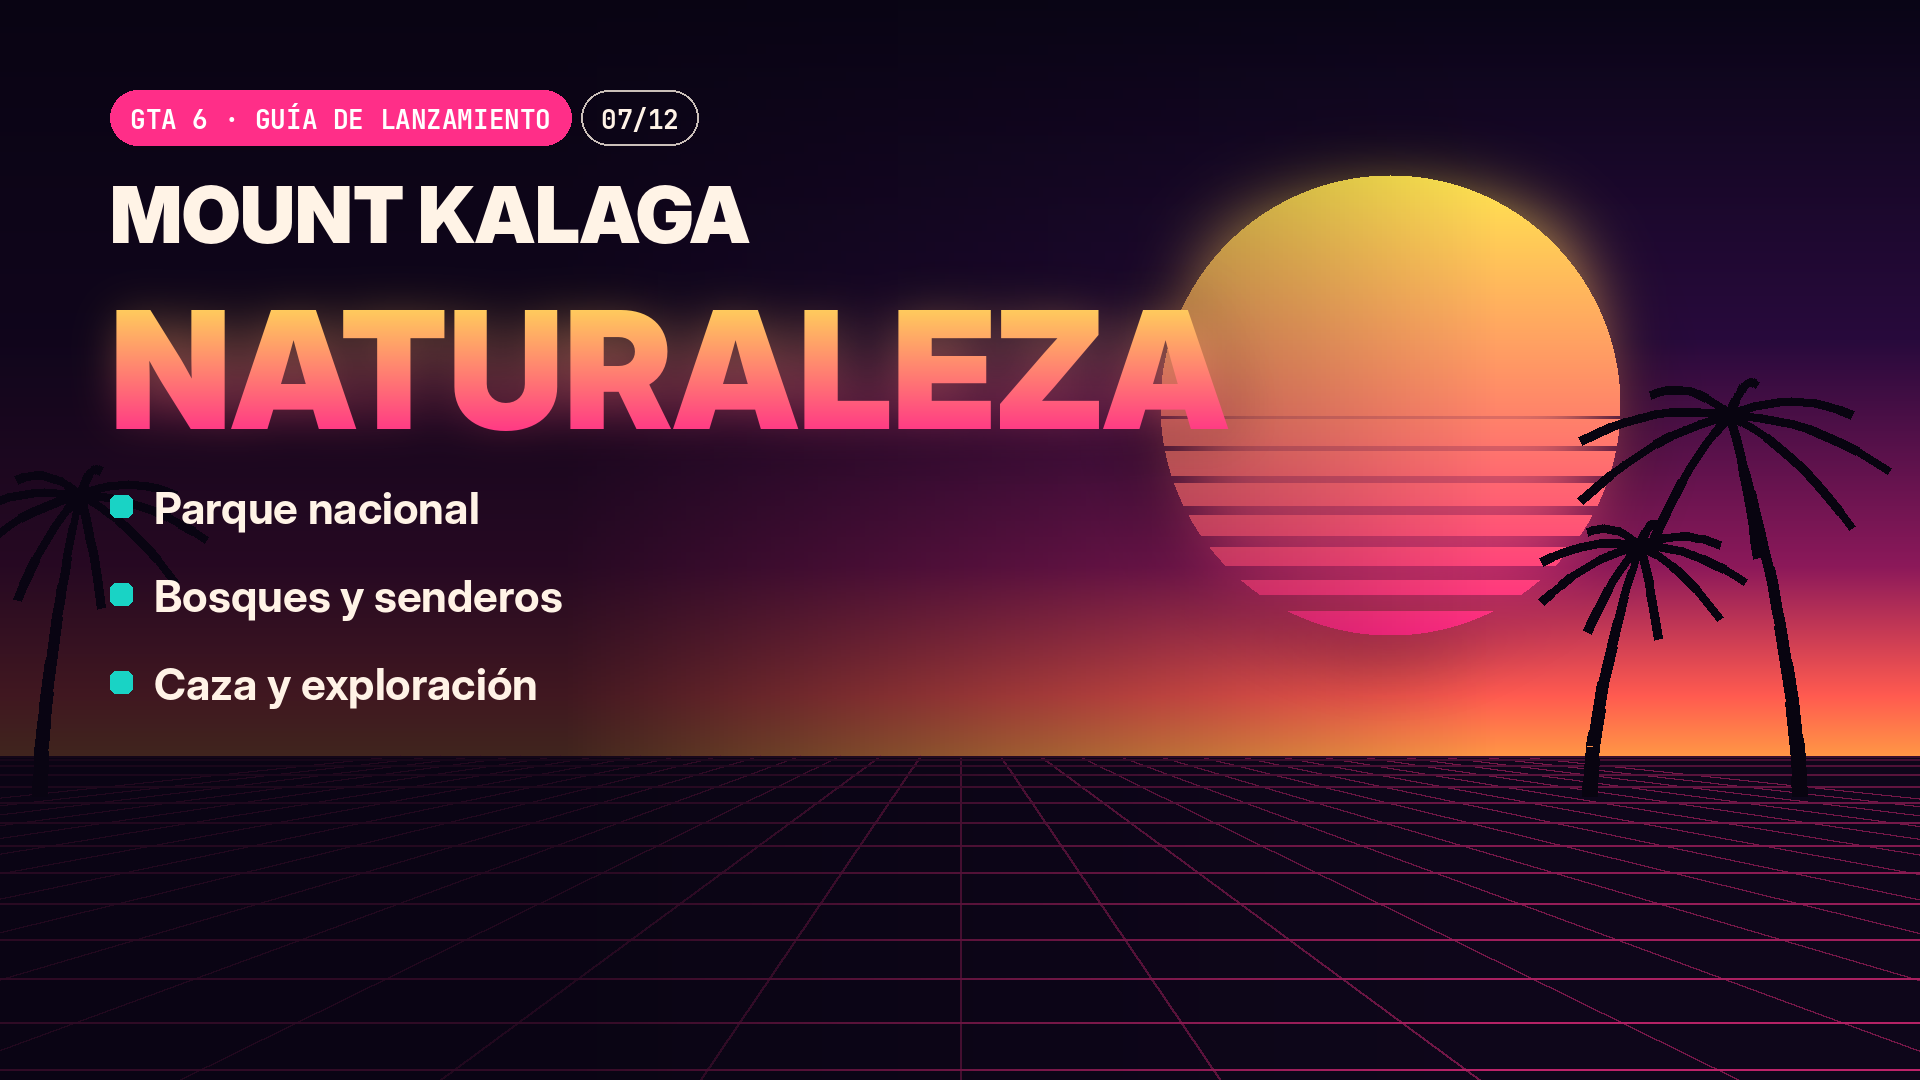 GTA 6 · GUÍA DE LANZAMIENTO 07/12
MOUNT KALAGA
NATURALEZA
Parque nacional
Bosques y senderos
Caza y exploración